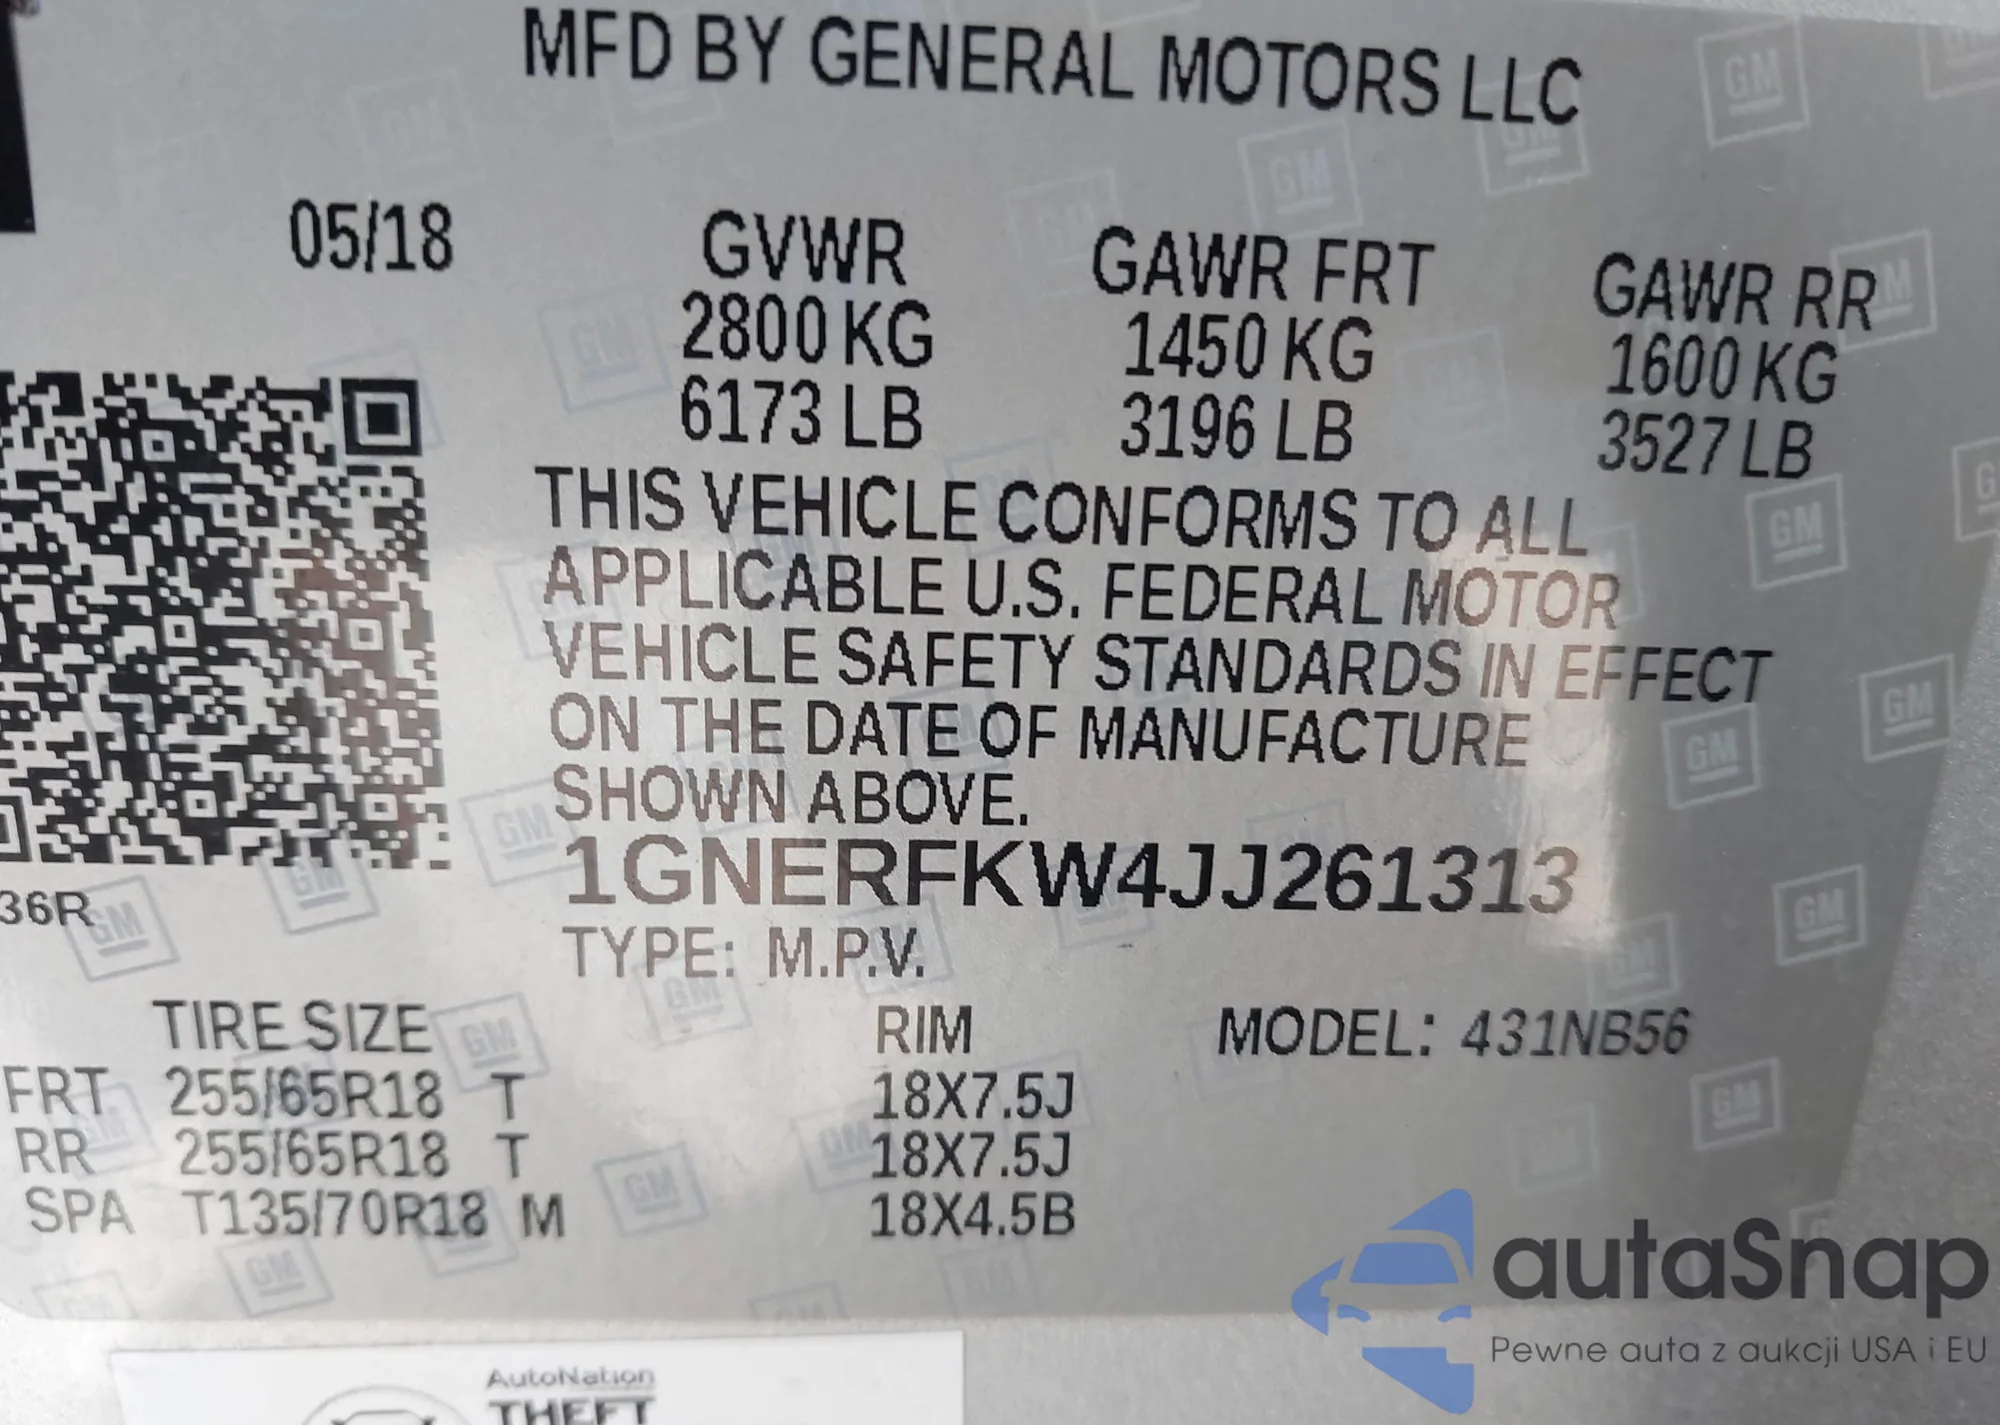 MFD BY GENERAL MOTORS LLC
05/18 GVWR GAWR FRT GAWR RR
2800 KG 1450 KG 1600 KG
6173 LB 3196 LB 3527 LB
THIS VEHICLE CONFORMS TO ALL
APPLICABLE U.S. FEDERAL MOTOR
VEHICLE SAFETY STANDARDS IN EFFECT
ON THE DATE OF MANUFACTURE
SHOWN ABOVE.
1GNERFKW4JJ261313
36R
TYPE: M.P.V.
TIRE SIZE RIM MODEL: 431NB56
FRT 255/65R18 T 18X7.5J
RR 255/65R18 T 18X7.5J
SPA T135/70R18 M 18X4.5B
autaSnap
Pewne auta z aukcji USA i EU
AutoNation
THEFT